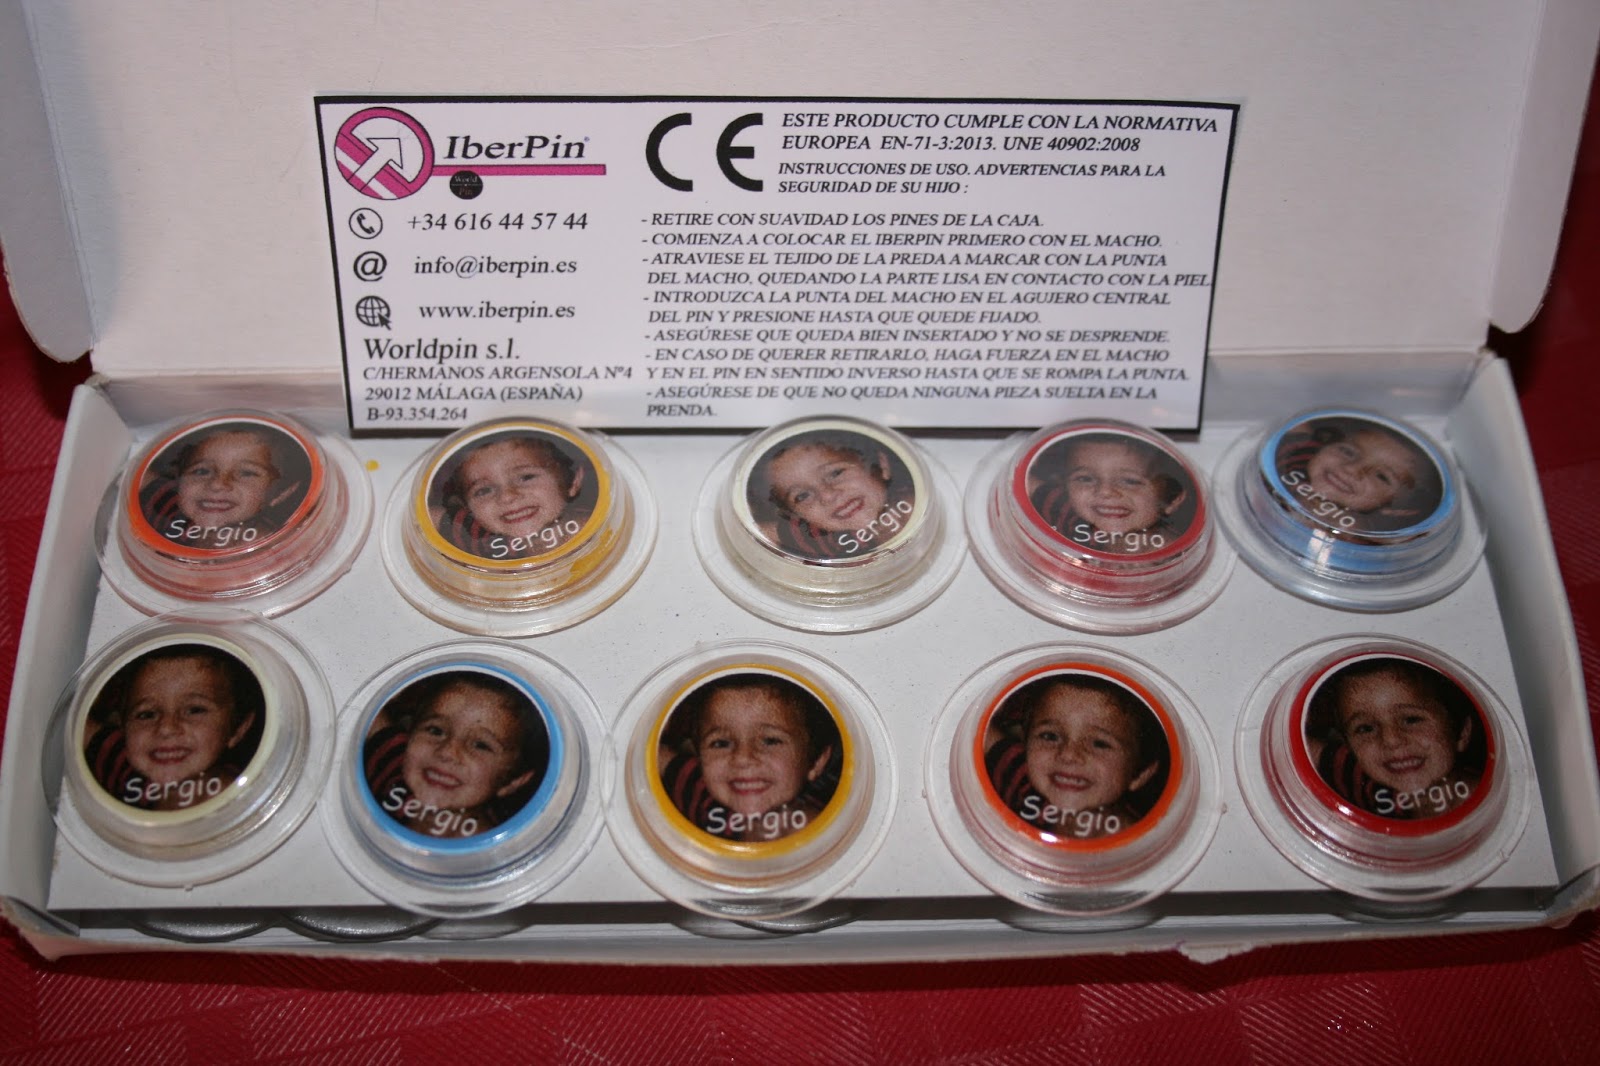 IberPin®
World
Pin
+34 616 44 57 44
info@iberpin.es
www.iberpin.es
Worldpin s.l.
C/HERMANOS ARGENSOLA Nº4
29012 MÁLAGA (ESPAÑA)
B-93.354.264
CE
ESTE PRODUCTO CUMPLE CON LA NORMATIVA
EUROPEA EN-71-3:2013. UNE 40902:2008
INSTRUCCIONES DE USO. ADVERTENCIAS PARA LA
SEGURIDAD DE SU HIJO :
- RETIRE CON SUAVIDAD LOS PINES DE LA CAJA.
- COMIENZA A COLOCAR EL IBERPIN PRIMERO CON EL MACHO.
- ATRAVIESE EL TEJIDO DE LA PREDA A MARCAR CON LA PUNTA
DEL MACHO, QUEDANDO LA PARTE LISA EN CONTACTO CON LA PIEL.
- INTRODUZCA LA PUNTA DEL MACHO EN EL AGUJERO CENTRAL
DEL PIN Y PRESIONE HASTA QUE QUEDE FIJADO.
- ASEGÚRESE QUE QUEDA BIEN INSERTADO Y NO SE DESPRENDE.
- EN CASO DE QUERER RETIRARLO, HAGA FUERZA EN EL MACHO
Y EN EL PIN EN SENTIDO INVERSO HASTA QUE SE ROMPA LA PUNTA.
- ASEGÚRESE DE QUE NO QUEDA NINGUNA PIEZA SUELTA EN LA
PRENDA.
Sergio
Sergio
Sergio
Sergio
Sergio
Sergio
Sergio
Sergio
Sergio
Sergio